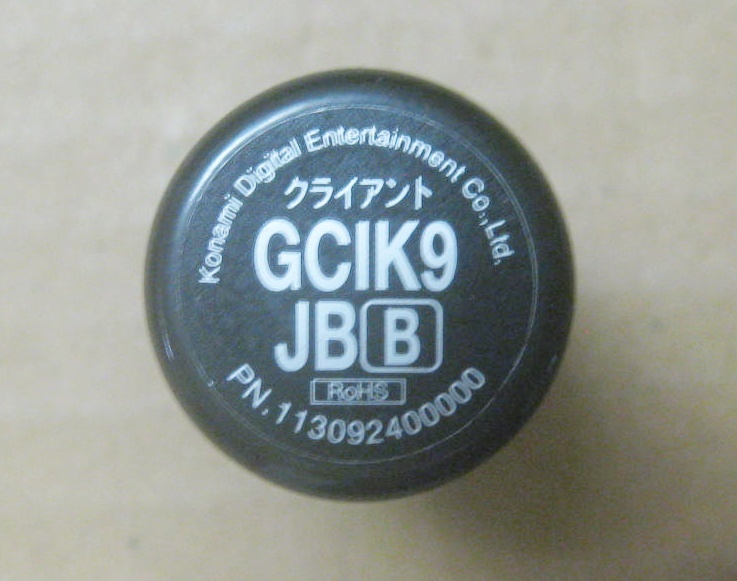 Konami Digital Entertainment Co.,Ltd.
クライアント
GCIK9
JB B
RoHS
PN.113092400000